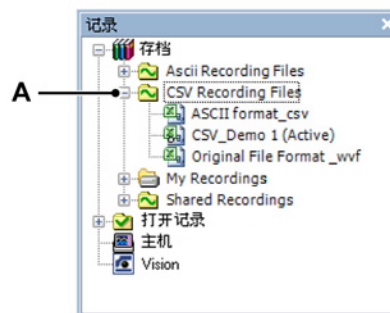 记录
存档
Ascii Recording Files
A
CSV Recording Files
ASCII format_csv
CSV_Demo 1 (Active)
Original File Format _wvf
My Recordings
Shared Recordings
打开记录
主机
Vision